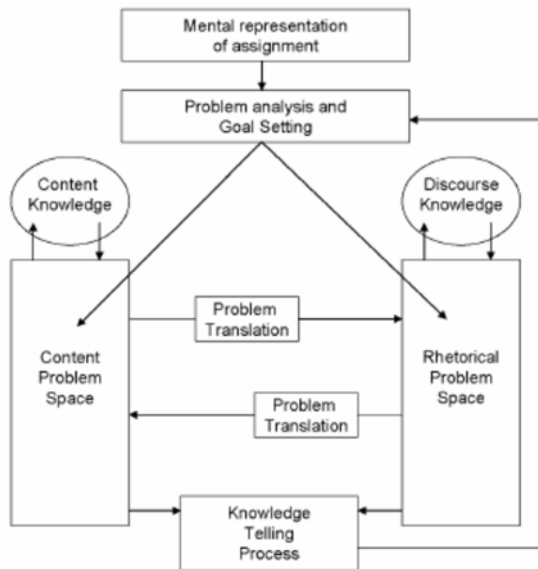 Mental representation
of assignment
Problem analysis and
Goal Setting
Content
Knowledge
Discourse
Knowledge
Problem
Translation
Content
Problem
Space
Rhetorical
Problem
Space
Problem
Translation
Knowledge
Telling
Process